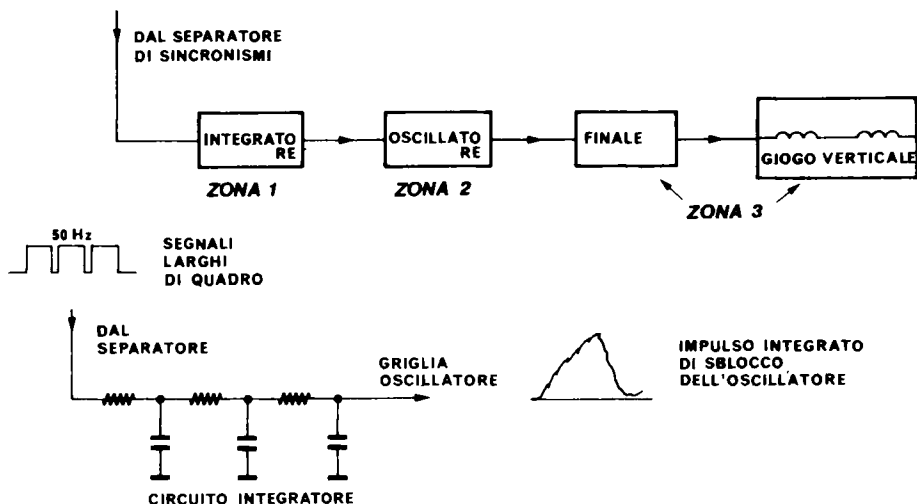 DAL SEPARATORE
DI SINCRONISMI
INTEGRATO
RE
OSCILLATO
RE
FINALE
GIOGO VERTICALE
ZONA 1
ZONA 2
ZONA 3
50 Hz
SEGNALI
LARGHI
DI QUADRO
DAL
SEPARATORE
GRIGLIA
OSCILLATORE
IMPULSO INTEGRATO
DI SBLOCCO
DELL'OSCILLATORE
CIRCUITO INTEGRATORE